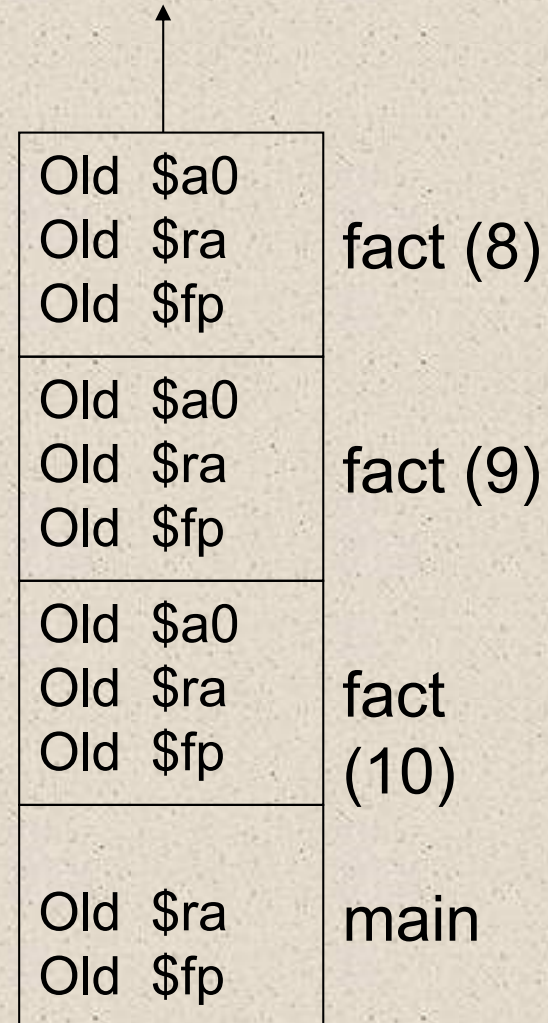 Old $a0
Old $ra
Old $fp
fact (8)
Old $a0
Old $ra
Old $fp
fact (9)
Old $a0
Old $ra
Old $fp
fact
(10)
Old $ra
Old $fp
main